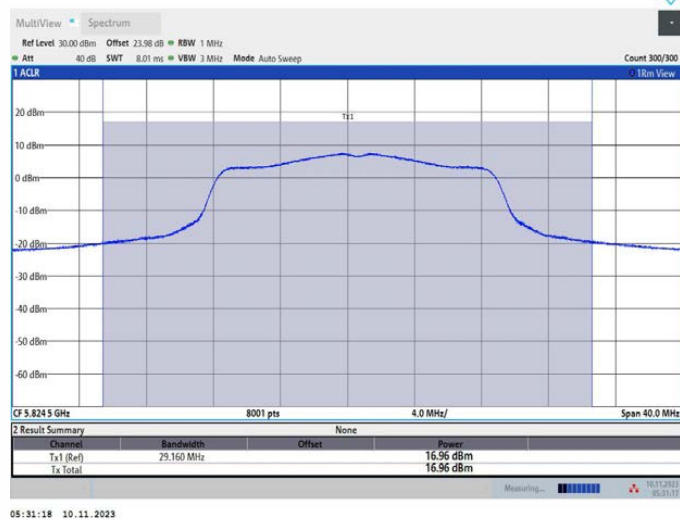 MultiView Spectrum
Ref Level 30.00 dBm Offset 23.98 dB RBW 1 MHz
Att 40 dB SWT 8.01 ms VBW 3 MHz Mode Auto Sweep Count 300/300
1 ACLR 1Rm View
Tx1
20 dBm
10 dBm
0 dBm
-10 dBm
-20 dBm
-30 dBm
-40 dBm
-50 dBm
-60 dBm
CF 5.824 5 GHz 8001 pts 4.0 MHz/ Span 40.0 MHz
2 Result Summary None
Channel Bandwidth Offset Power
Tx1 (Ref) 29.160 MHz 16.96 dBm
Tx Total 16.96 dBm
Measuring... 10.11.2023
05:31:17
05:31:18 10.11.2023